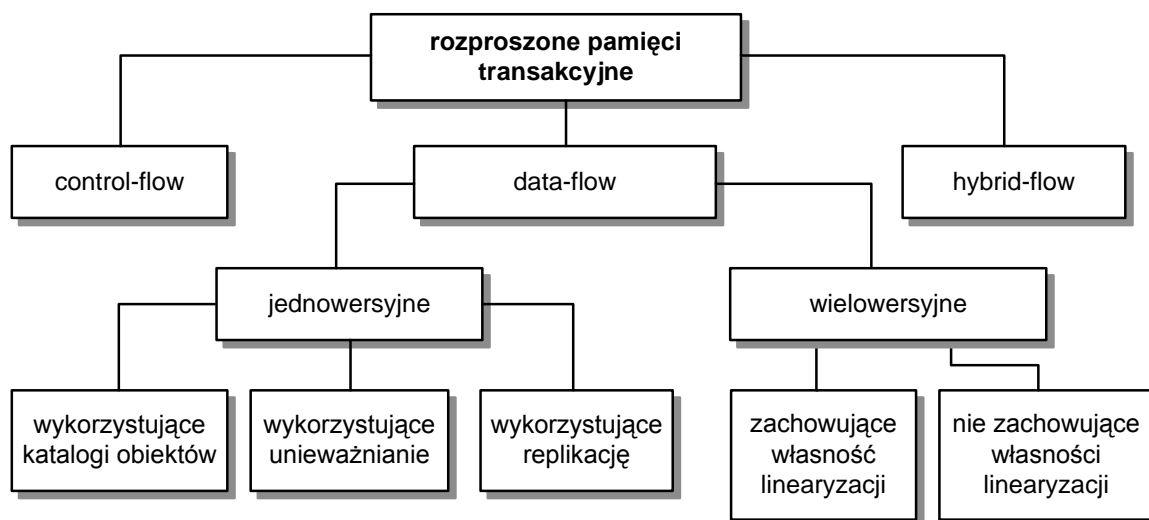 rozproszone pamięci
transakcyjne
control-flow
data-flow
hybrid-flow
jednowersyjne
wielowersyjne
wykorzystujące
katalogi obiektów
wykorzystujące
unieważnianie
wykorzystujące
replikację
zachowujące
własność
linearyzacji
nie zachowujące
własności
linearyzacji